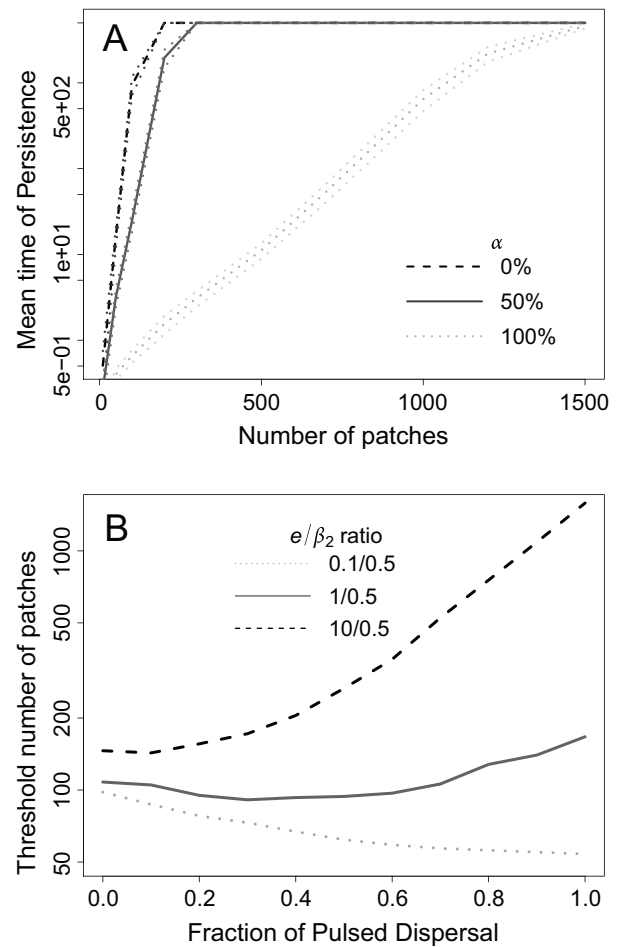 A
Mean time of Persistence
5e+02
1e+01
5e−01
α
0%
50%
100%
0 500 1000 1500
Number of patches
B
Threshold number of patches
1000
500
200
100
50
e/β₂ ratio
0.1/0.5
1/0.5
10/0.5
0.0 0.2 0.4 0.6 0.8 1.0
Fraction of Pulsed Dispersal